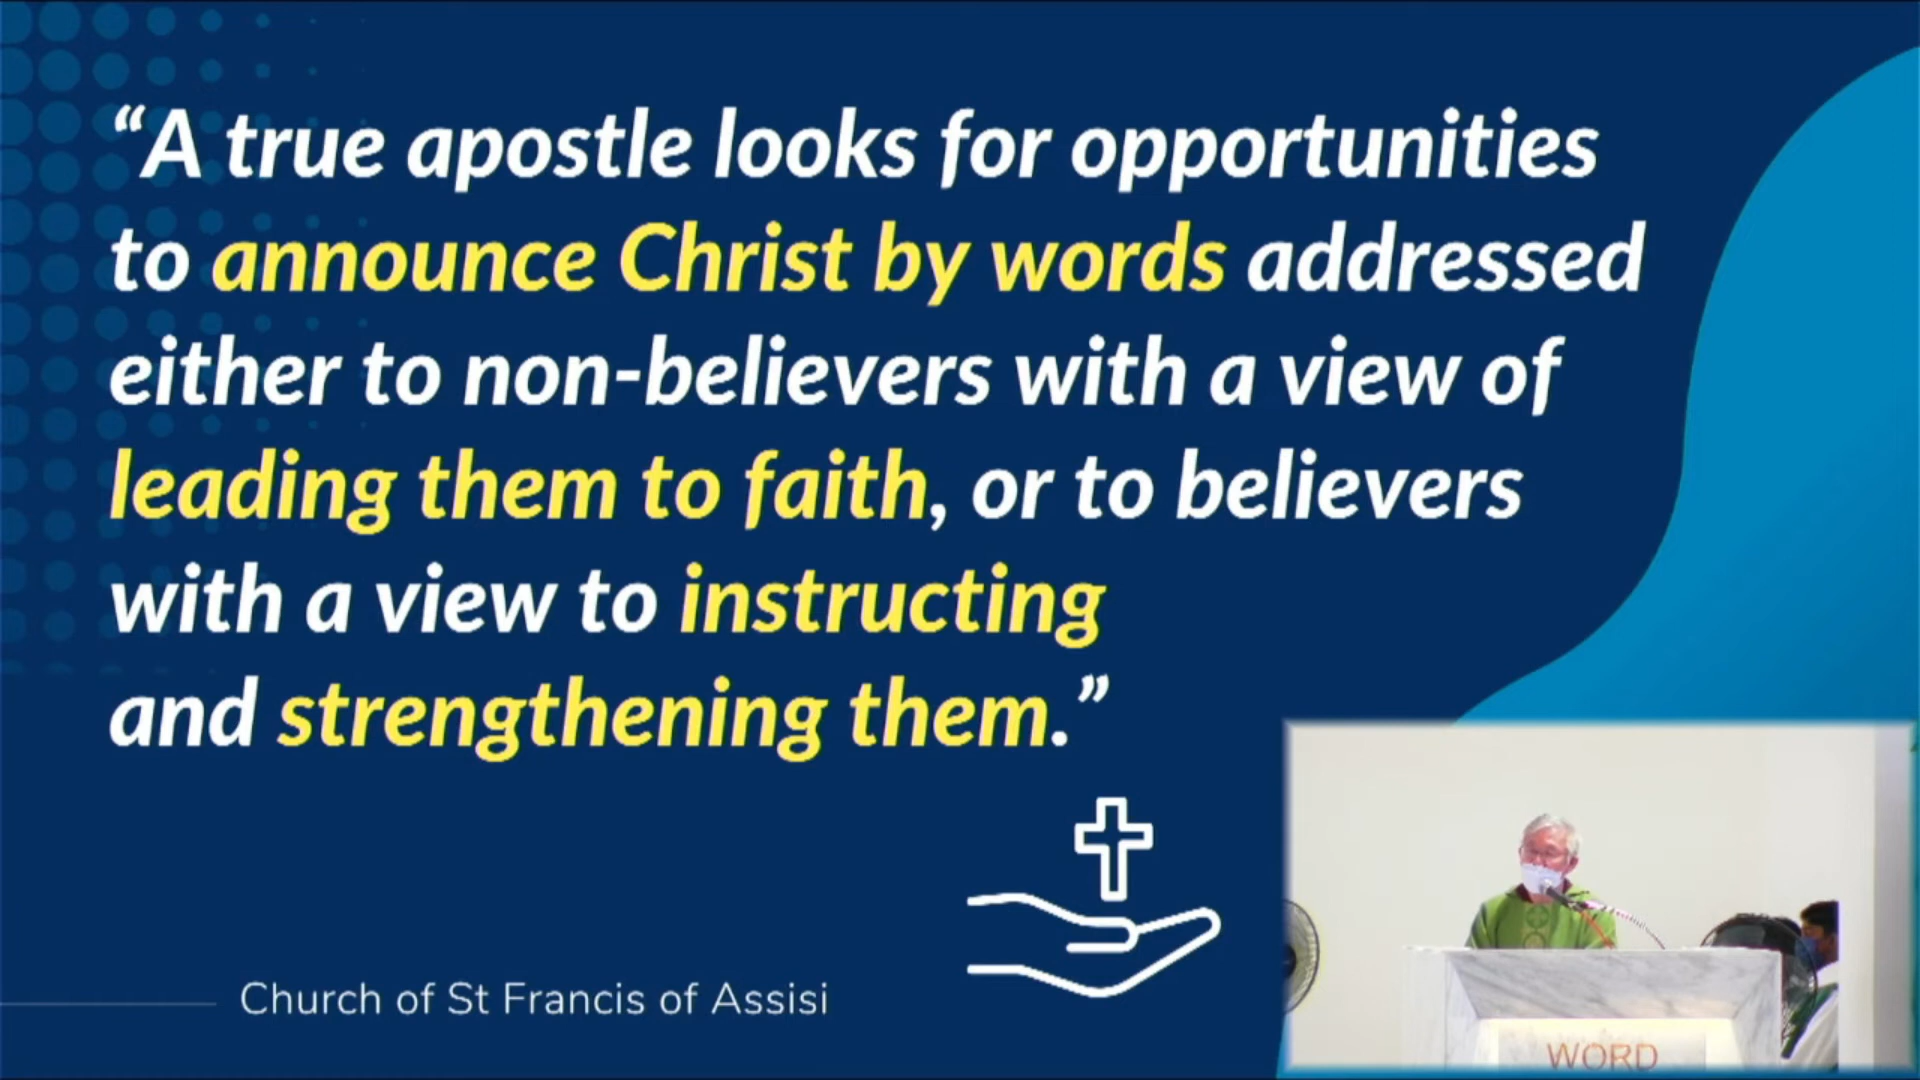 “A true apostle looks for opportunities
to announce Christ by words addressed
either to non-believers with a view of
leading them to faith, or to believers
with a view to instructing
and strengthening them.”
Church of St Francis of Assisi
WORD